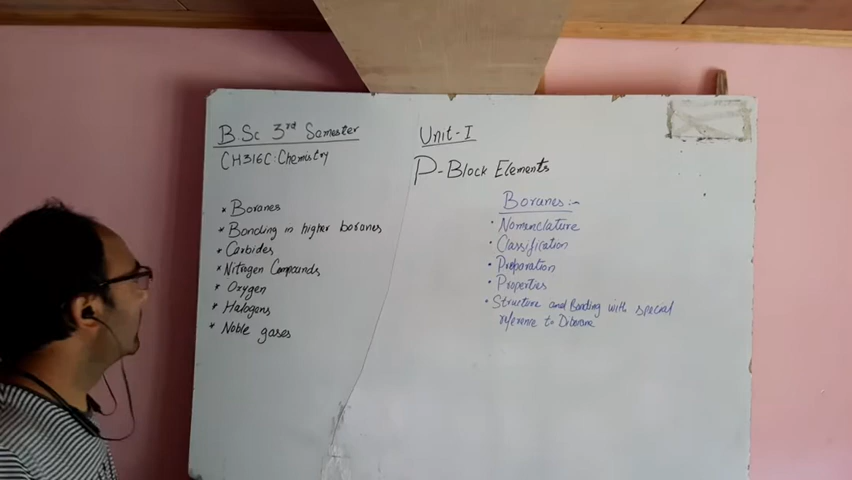 B.Sc 3rd Semester
CH316C: Chemistry
* Boranes
* Bonding in higher boranes
* Carbides
* Nitrogen Compounds
* Oxygen
* Halogens
* Noble gases
Unit-I
P-Block Elements
Boranes:-
• Nomenclature
• Classification
• Preparation
• Properties
• Structure and Bonding with special
reference to Diborane